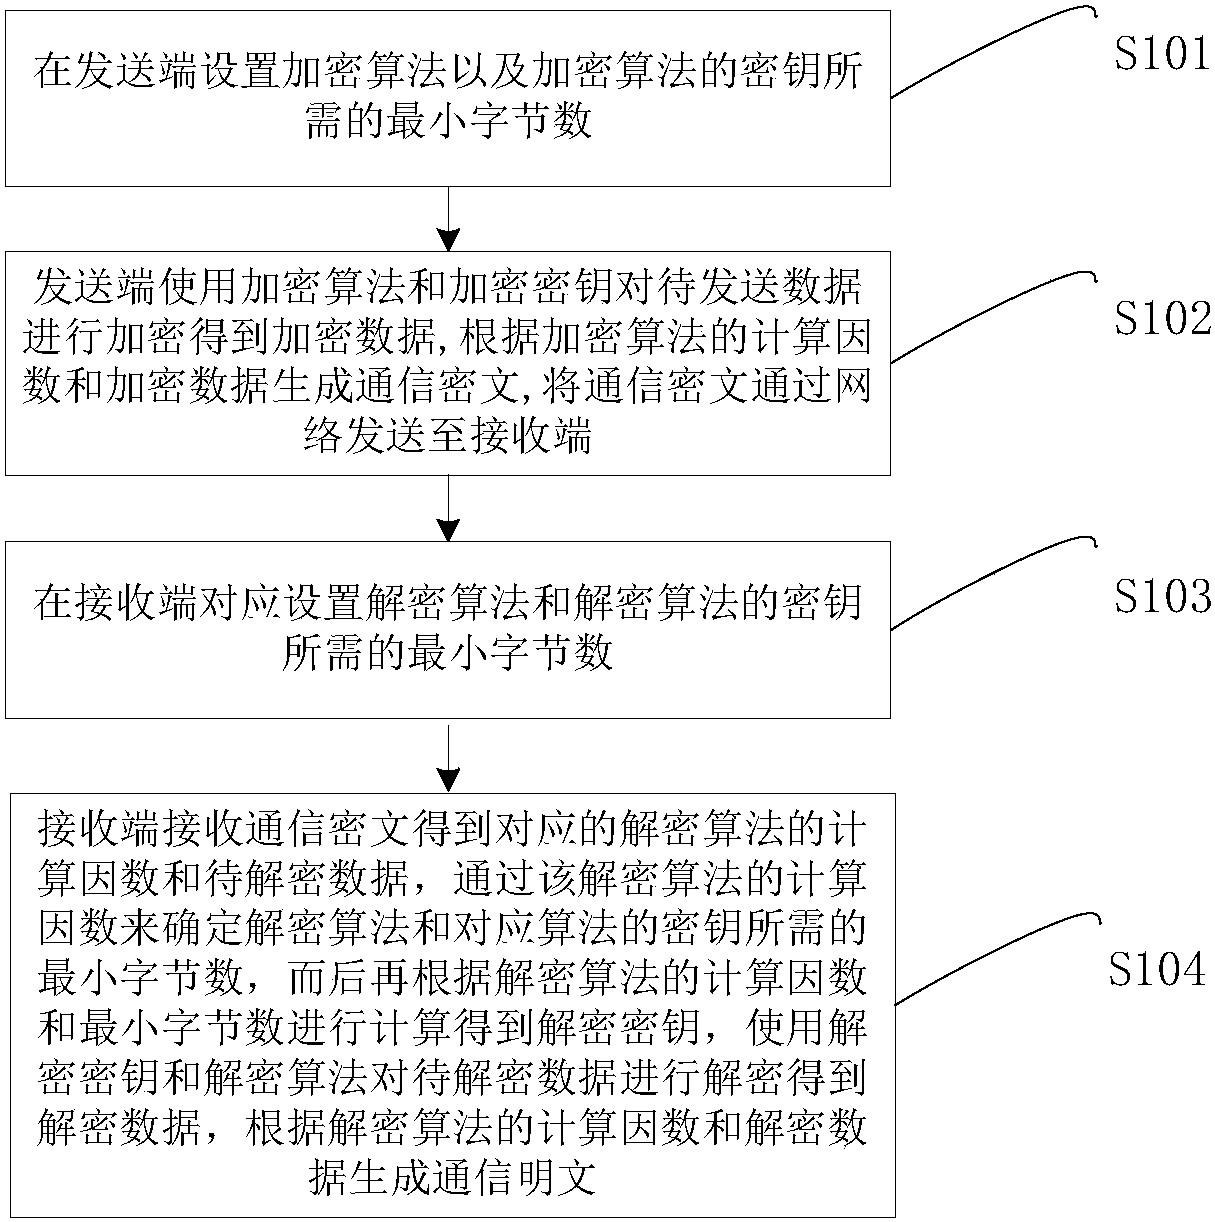 在发送端设置加密算法以及加密算法的密钥所
需的最小字节数
S101
发送端使用加密算法和加密密钥对待发送数据
进行加密得到加密数据,根据加密算法的计算因
数和加密数据生成通信密文,将通信密文通过网
络发送至接收端
S102
在接收端对应设置解密算法和解密算法的密钥
所需的最小字节数
S103
接收端接收通信密文得到对应的解密算法的计
算因数和待解密数据，通过该解密算法的计算
因数来确定解密算法和对应算法的密钥所需的
最小字节数，而后再根据解密算法的计算因数
和最小字节数进行计算得到解密密钥，使用解
密密钥和解密算法对待解密数据进行解密得到
解密数据，根据解密算法的计算因数和解密数
据生成通信明文
S104